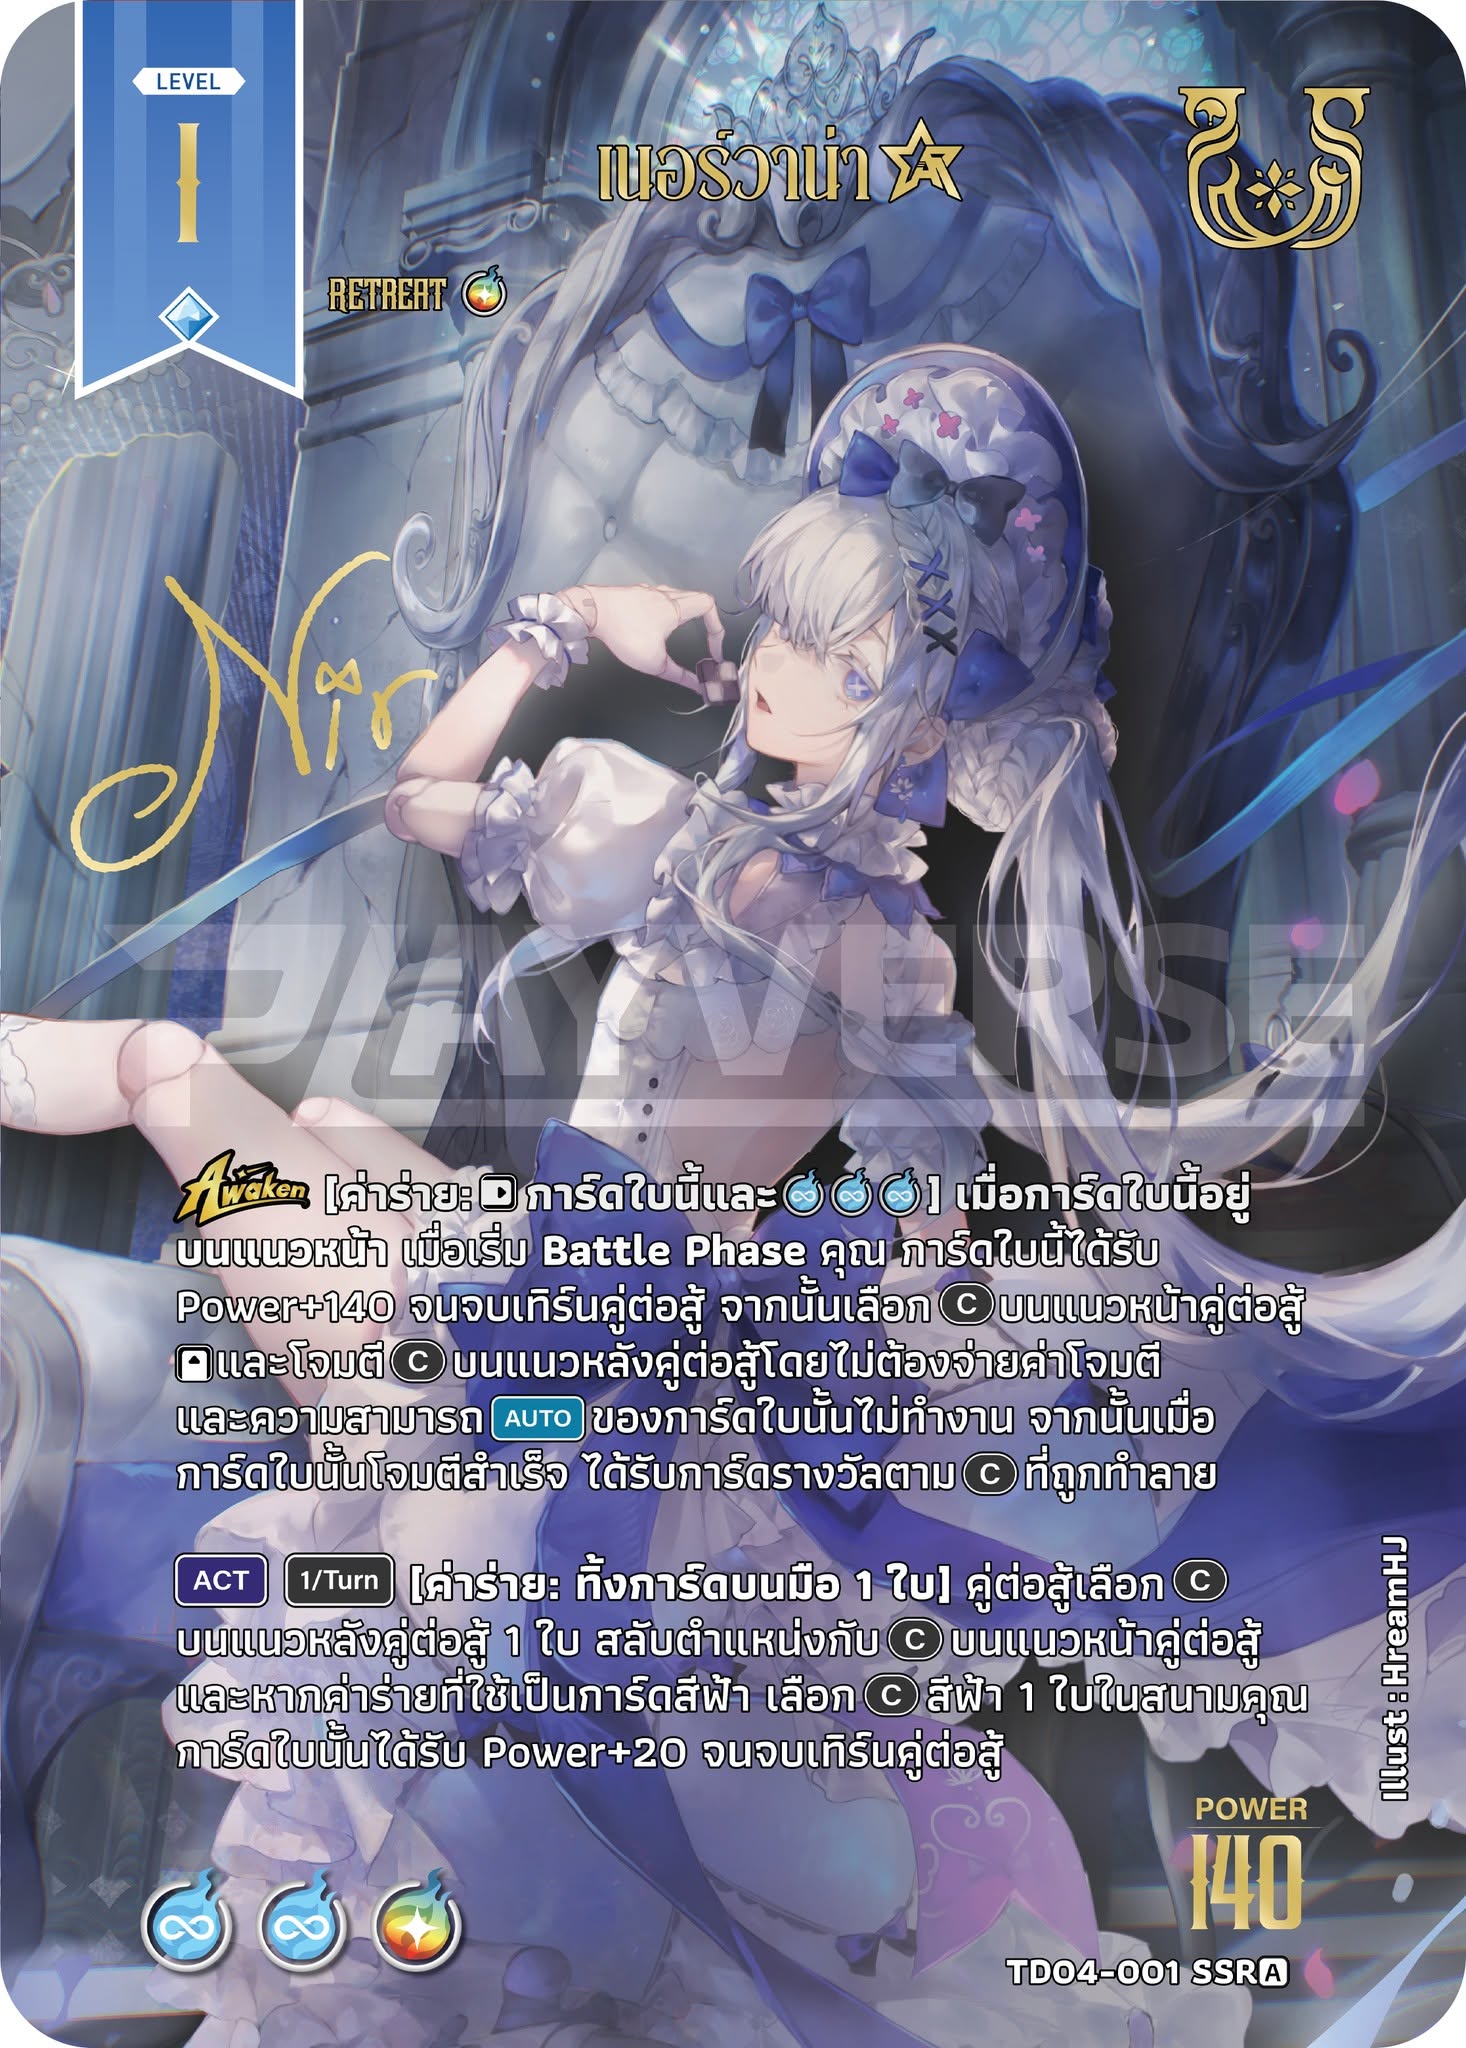 LEVEL
I
เนอร์วาน่า
RETREAT
Nir
PLAYVERSE
Awaken [ค่าร่าย: การ์ดใบนี้และ] เมื่อการ์ดใบนี้อยู่
บนแนวหน้า เมื่อเริ่ม Battle Phase คุณ การ์ดใบนี้ได้รับ
Power+140 จนจบเทิร์นคู่ต่อสู้ จากนั้นเลือก C บนแนวหน้าคู่ต่อสู้
และโจมตี C บนแนวหลังคู่ต่อสู้โดยไม่ต้องจ่ายค่าโจมตี
และความสามารถ AUTO ของการ์ดใบนั้นไม่ทำงาน จากนั้นเมื่อ
การ์ดใบนั้นโจมตีสำเร็จ ได้รับการ์ดรางวัลตาม C ที่ถูกทำลาย
ACT 1/Turn [ค่าร่าย: ทิ้งการ์ดบนมือ 1 ใบ] คู่ต่อสู้เลือก C
บนแนวหลังคู่ต่อสู้ 1 ใบ สลับตำแหน่งกับ C บนแนวหน้าคู่ต่อสู้
และหากค่าร่ายที่ใช้เป็นการ์ดสีฟ้า เลือก C สีฟ้า 1 ใบในสนามคุณ
การ์ดใบนั้นได้รับ Power+20 จนจบเทิร์นคู่ต่อสู้
Illust : HreamHJ
POWER
140
TD04-001 SSR A